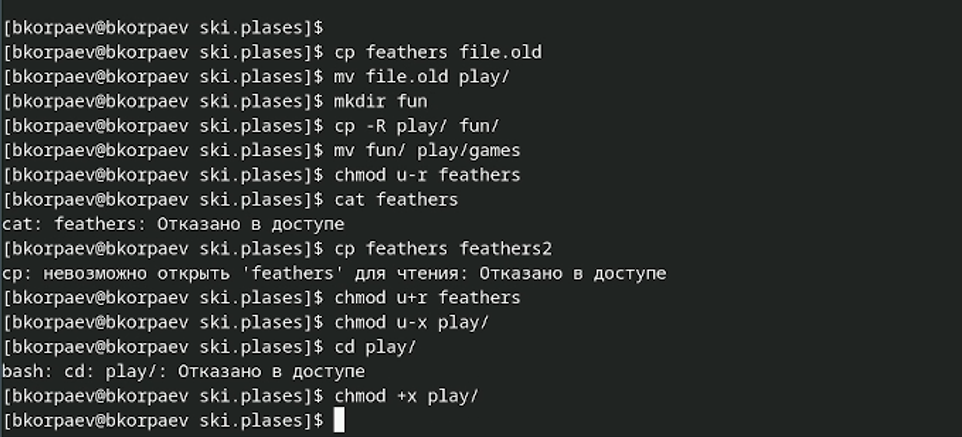 [bkorpaev@bkorpaev ski.plases]$
[bkorpaev@bkorpaev ski.plases]$ cp feathers file.old
[bkorpaev@bkorpaev ski.plases]$ mv file.old play/
[bkorpaev@bkorpaev ski.plases]$ mkdir fun
[bkorpaev@bkorpaev ski.plases]$ cp -R play/ fun/
[bkorpaev@bkorpaev ski.plases]$ mv fun/ play/games
[bkorpaev@bkorpaev ski.plases]$ chmod u-r feathers
[bkorpaev@bkorpaev ski.plases]$ cat feathers
cat: feathers: Отказано в доступе
[bkorpaev@bkorpaev ski.plases]$ cp feathers feathers2
cp: невозможно открыть 'feathers' для чтения: Отказано в доступе
[bkorpaev@bkorpaev ski.plases]$ chmod u+r feathers
[bkorpaev@bkorpaev ski.plases]$ chmod u-x play/
[bkorpaev@bkorpaev ski.plases]$ cd play/
bash: cd: play/: Отказано в доступе
[bkorpaev@bkorpaev ski.plases]$ chmod +x play/
[bkorpaev@bkorpaev ski.plases]$